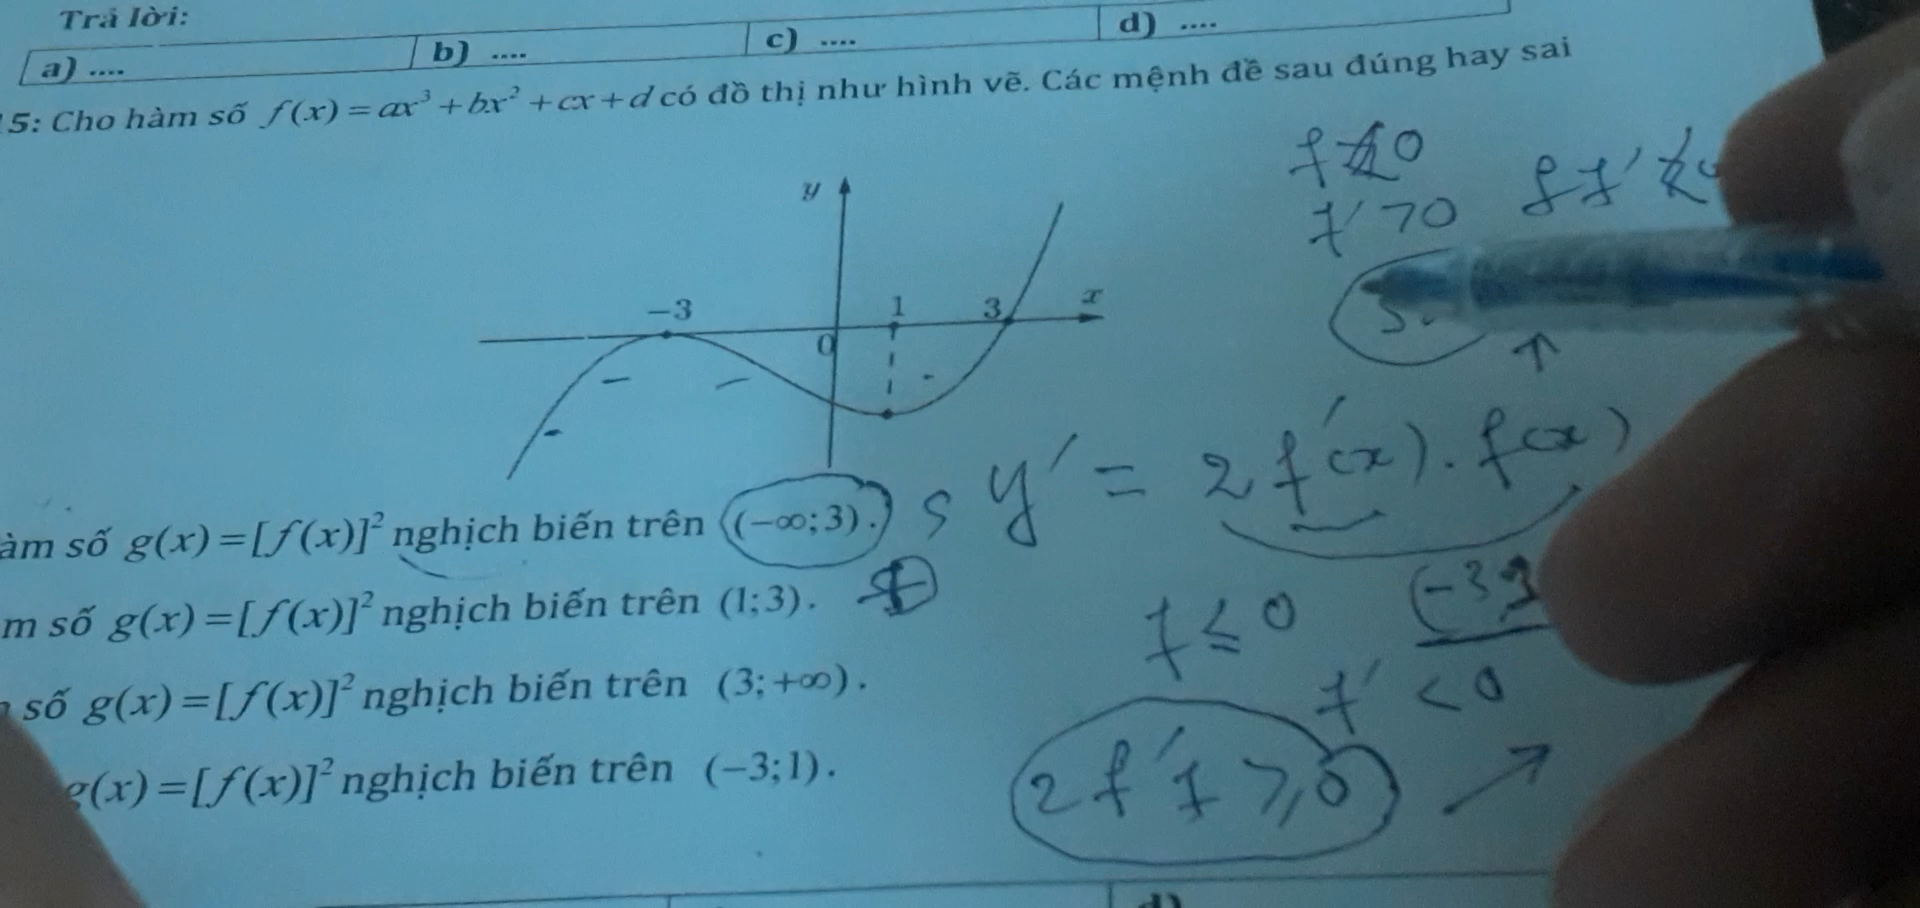 Trả lời:
a) .... b) .... c) .... d) ....
5: Cho hàm số f(x) = ax³ + bx² + cx + d có đồ thị như hình vẽ. Các mệnh đề sau đúng hay sai
y
-3 1 3 x
0
f 0
f' > 0
f f'
y' = 2f'(x).f(x)
àm số g(x) = [f(x)]² nghịch biến trên (-∞;3). S
m số g(x) = [f(x)]² nghịch biến trên (1;3).
số g(x) = [f(x)]² nghịch biến trên (3;+∞).
g(x) = [f(x)]² nghịch biến trên (-3;1).
f ≤ 0
f' < 0
2f'f ≥ 0
d)